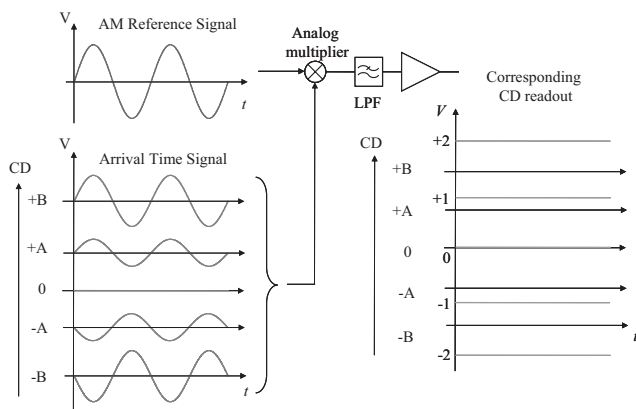 AM Reference Signal
V
t
Analog
multiplier
LPF
Corresponding
CD readout
V
Arrival Time Signal
CD
+B
+A
0
-A
-B
t
CD
+B
+A
0
-A
-B
V
+2
+1
0
-1
-2
t